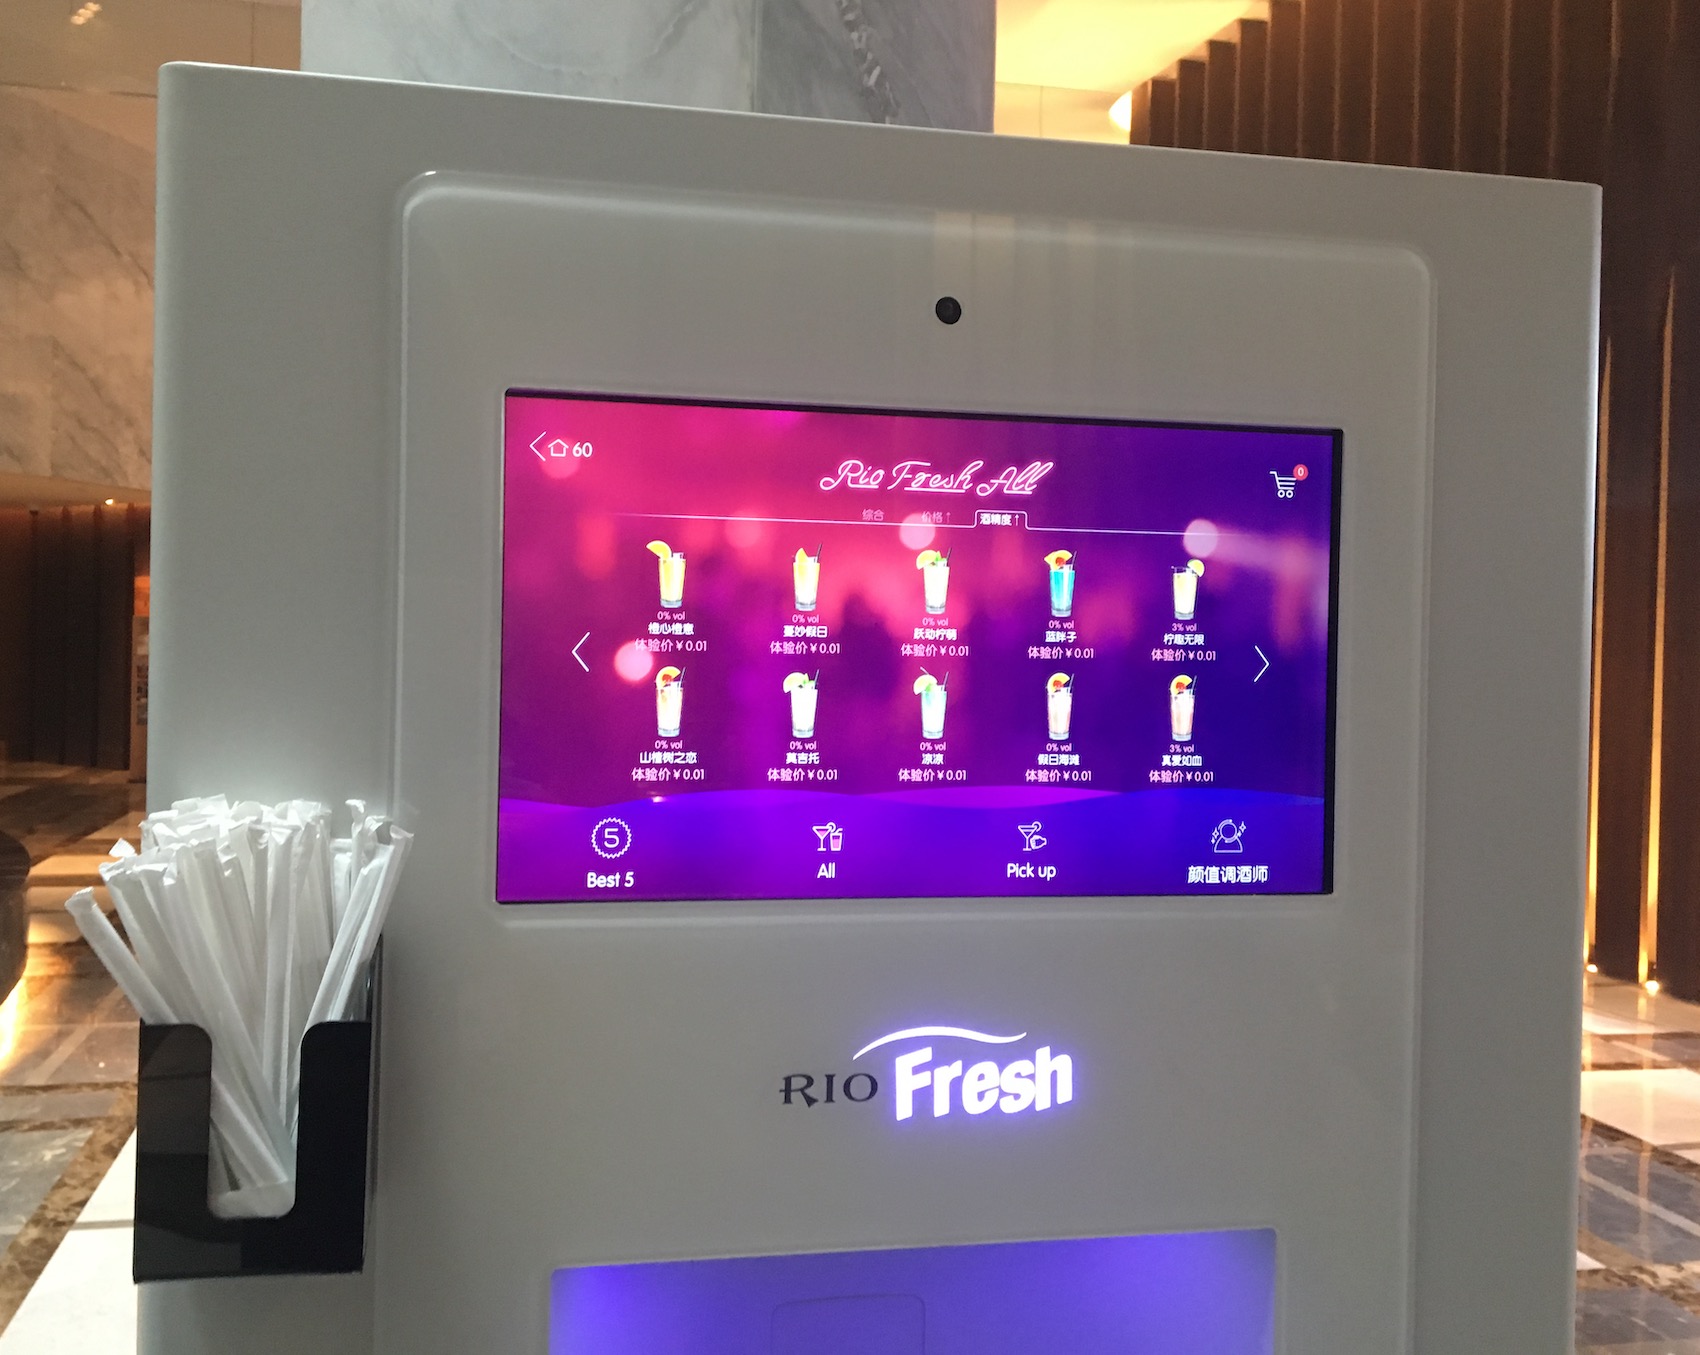 60
Rio Fresh All
0
综合 价格↑ 酒精度↑
0% vol 0% vol 0% vol 0% vol 3% vol
橙心橙意 曼妙假日 跃动柠萌 蓝胖子 柠趣无限
体验价￥0.01 体验价￥0.01 体验价￥0.01 体验价￥0.01 体验价￥0.01
0% vol 0% vol 0% vol 0% vol 3% vol
山楂树之恋 莫吉托 凉凉 假日海滩 真爱如血
体验价￥0.01 体验价￥0.01 体验价￥0.01 体验价￥0.01 体验价￥0.01
5
Best 5 All Pick up 颜值调酒师
RIO Fresh